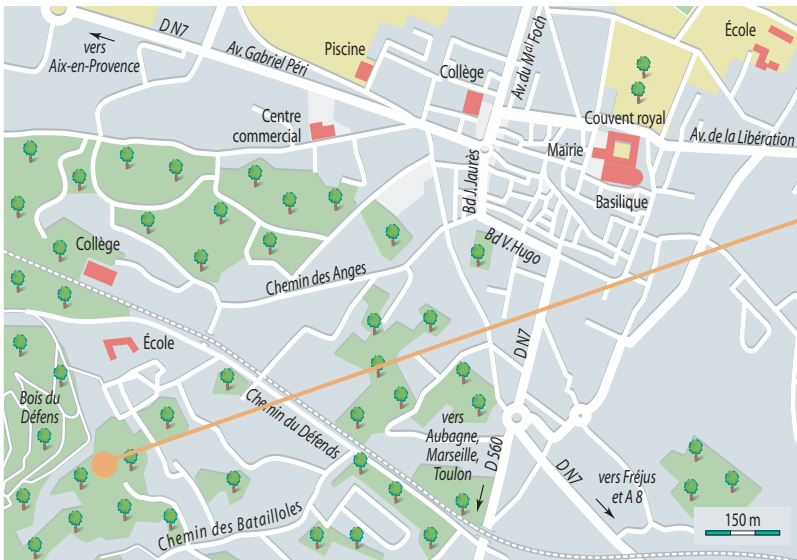 D N7
vers
Aix-en-Provence
Av. Gabriel Péri
Piscine
Collège
Av. du Mal Foch
École
Centre
commercial
Couvent royal
Mairie
Av. de la Libération
Basilique
Bd J. Jaurès
Bd V. Hugo
Collège
Chemin des Anges
École
D N7
Bois du
Défens
Chemin du Défends
vers
Aubagne,
Marseille,
Toulon
D 560
D N7
vers Fréjus
et A 8
Chemin des Batailloles
150 m